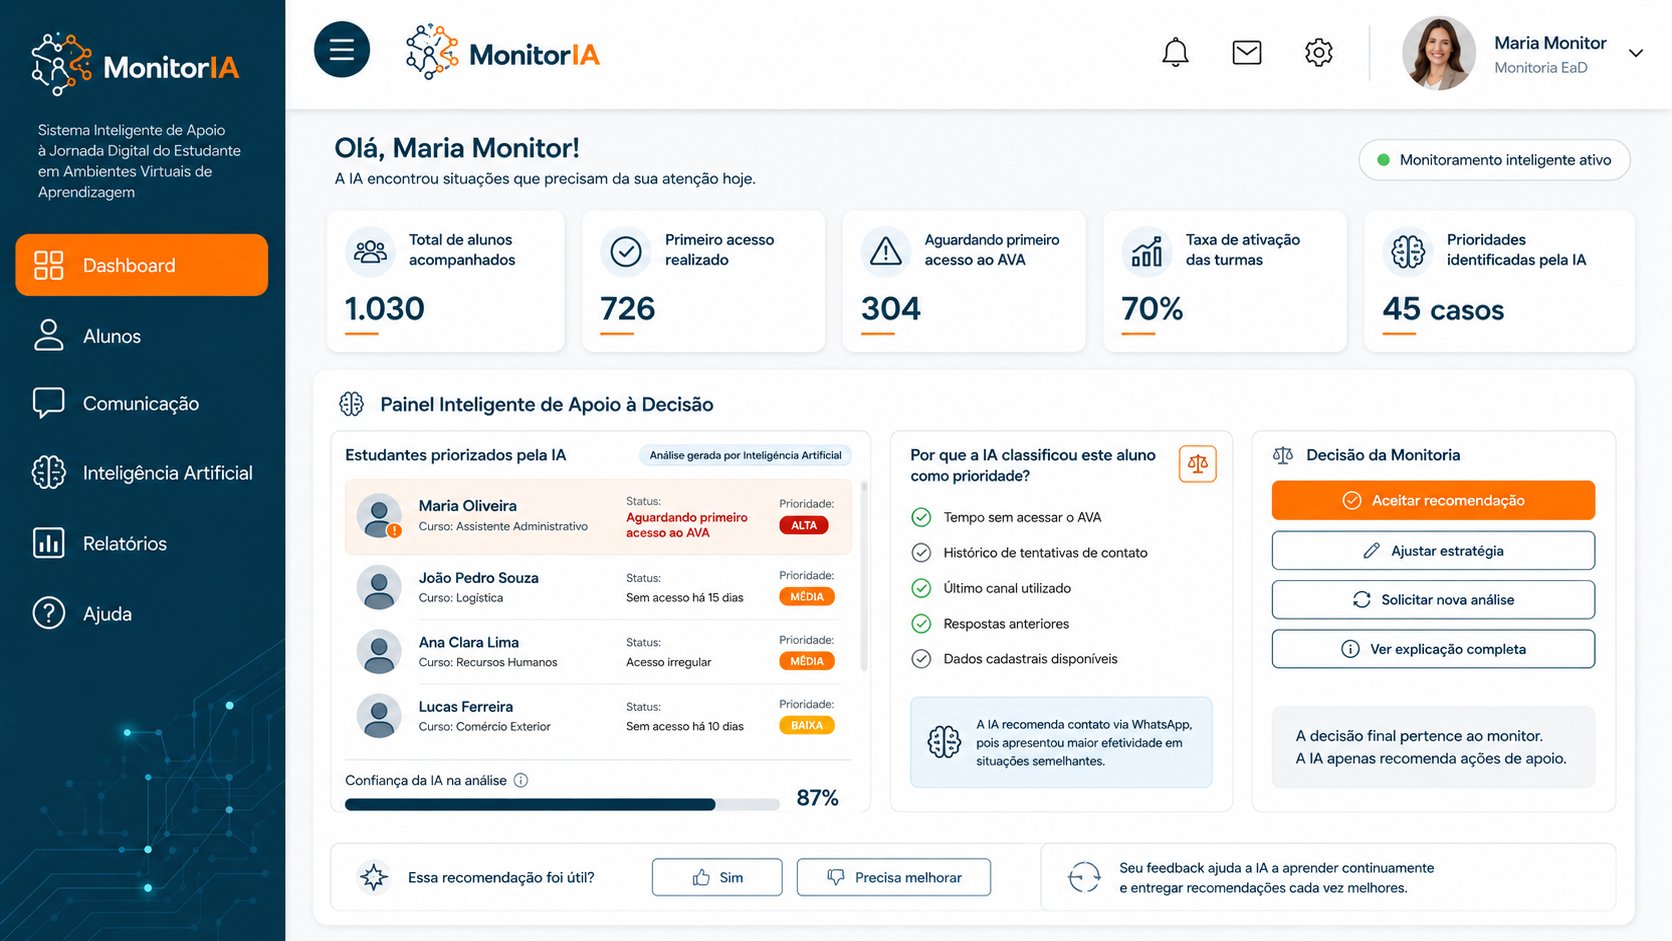 MonitorIA
Sistema Inteligente de Apoio
à Jornada Digital do Estudante
em Ambientes Virtuais de
Aprendizagem
Dashboard
Alunos
Comunicação
Inteligência Artificial
Relatórios
Ajuda
MonitorIA
Maria Monitor
Monitoria EaD
Olá, Maria Monitor!
A IA encontrou situações que precisam da sua atenção hoje.
Monitoramento inteligente ativo
Total de alunos
acompanhados
1.030
Primeiro acesso
realizado
726
Aguardando primeiro
acesso ao AVA
304
Taxa de ativação
das turmas
70%
Prioridades
identificadas pela IA
45 casos
Painel Inteligente de Apoio à Decisão
Estudantes priorizados pela IA
Análise gerada por Inteligência Artificial
Maria Oliveira
Curso: Assistente Administrativo
Status:
Aguardando primeiro
acesso ao AVA
Prioridade:
ALTA
João Pedro Souza
Curso: Logística
Status:
Sem acesso há 15 dias
Prioridade:
MÉDIA
Ana Clara Lima
Curso: Recursos Humanos
Status:
Acesso irregular
Prioridade:
MÉDIA
Lucas Ferreira
Curso: Comércio Exterior
Status:
Sem acesso há 10 dias
Prioridade:
BAIXA
Confiança da IA na análise
87%
Por que a IA classificou este aluno
como prioridade?
Tempo sem acessar o AVA
Histórico de tentativas de contato
Último canal utilizado
Respostas anteriores
Dados cadastrais disponíveis
A IA recomenda contato via WhatsApp,
pois apresentou maior efetividade em
situações semelhantes.
Decisão da Monitoria
Aceitar recomendação
Ajustar estratégia
Solicitar nova análise
Ver explicação completa
A decisão final pertence ao monitor.
A IA apenas recomenda ações de apoio.
Essa recomendação foi útil?
Sim
Precisa melhorar
Seu feedback ajuda a IA a aprender continuamente
e entregar recomendações cada vez melhores.